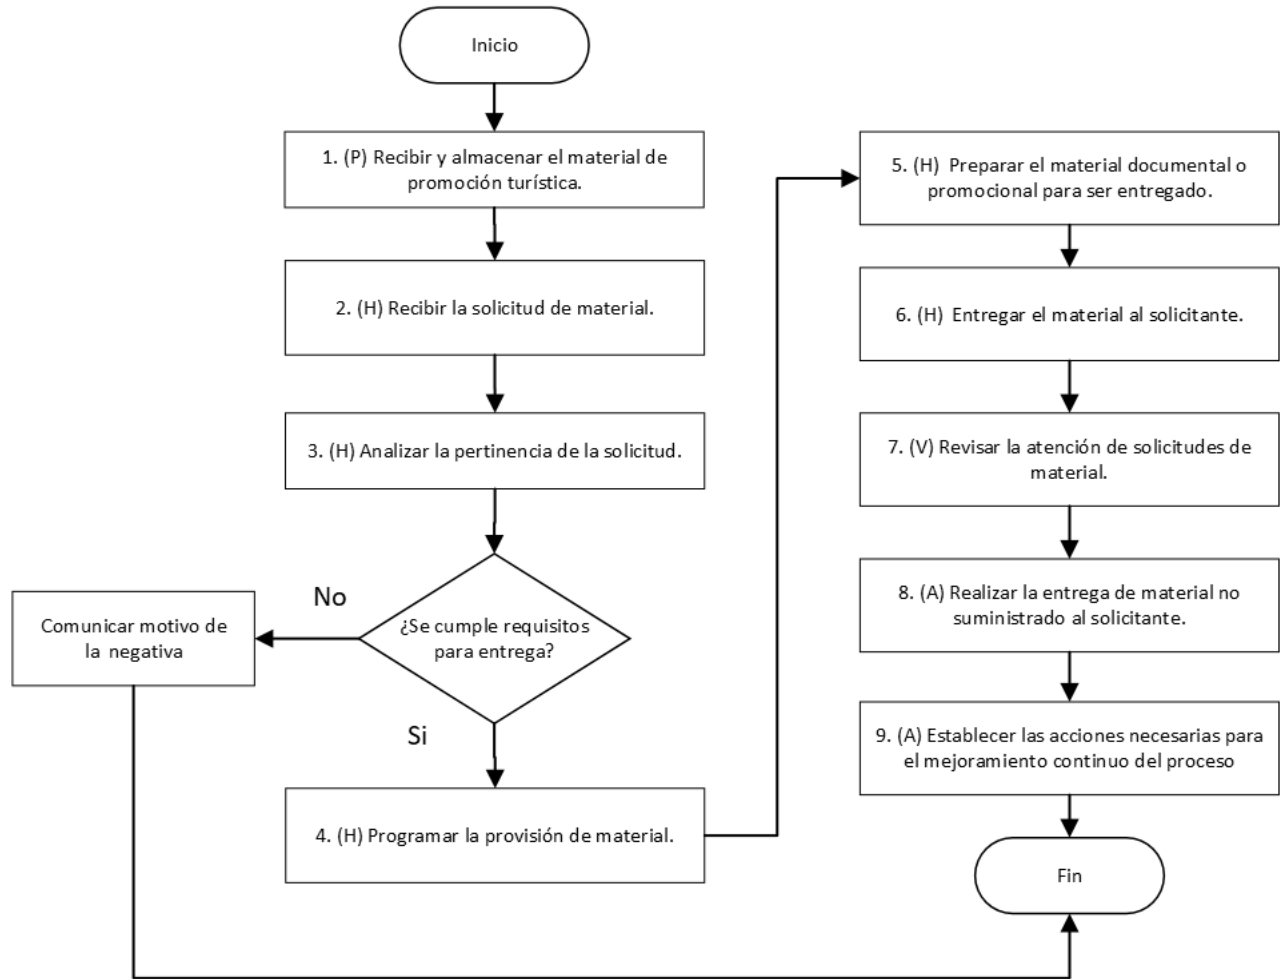 Inicio
1. (P) Recibir y almacenar el material de
promoción turística.
2. (H) Recibir la solicitud de material.
3. (H) Analizar la pertinencia de la solicitud.
¿Se cumple requisitos
para entrega?
No
Comunicar motivo de
la negativa
Si
4. (H) Programar la provisión de material.
5. (H) Preparar el material documental o
promocional para ser entregado.
6. (H) Entregar el material al solicitante.
7. (V) Revisar la atención de solicitudes de
material.
8. (A) Realizar la entrega de material no
suministrado al solicitante.
9. (A) Establecer las acciones necesarias para
el mejoramiento continuo del proceso
Fin